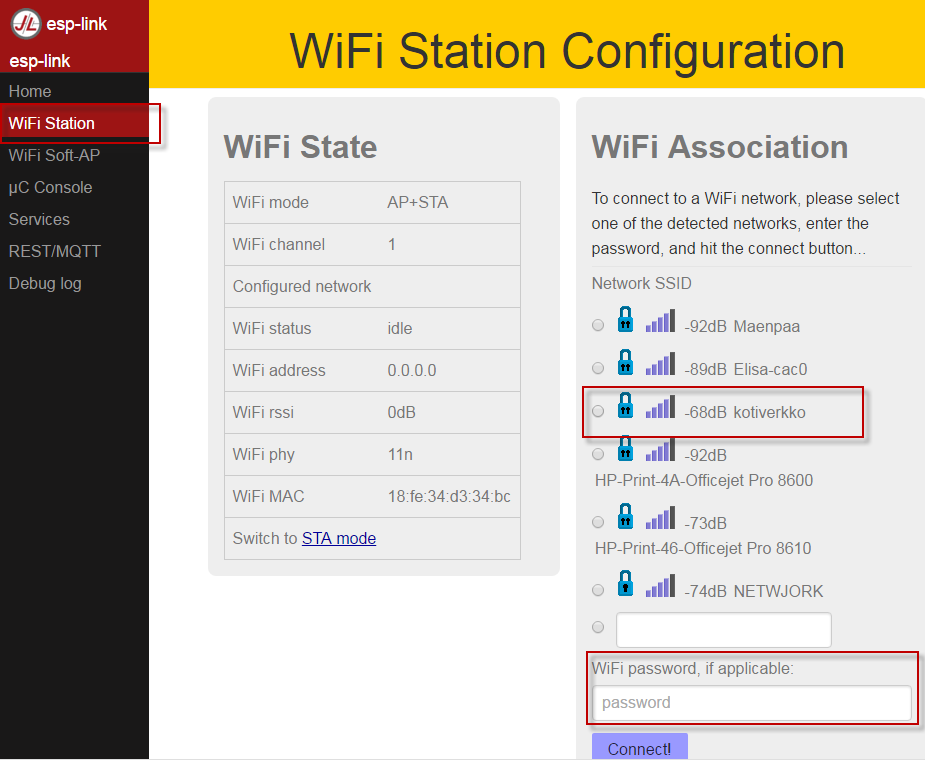 JL esp-link
esp-link
Home
WiFi Station
WiFi Soft-AP
µC Console
Services
REST/MQTT
Debug log
WiFi Station Configuration
WiFi State
WiFi mode AP+STA
WiFi channel 1
Configured network
WiFi status idle
WiFi address 0.0.0.0
WiFi rssi 0dB
WiFi phy 11n
WiFi MAC 18:fe:34:d3:34:bc
Switch to STA mode
WiFi Association
To connect to a WiFi network, please select
one of the detected networks, enter the
password, and hit the connect button...
Network SSID
-92dB Maenpaa
-89dB Elisa-cac0
-68dB kotiverkko
-92dB
HP-Print-4A-Officejet Pro 8600
-73dB
HP-Print-46-Officejet Pro 8610
-74dB NETWJORK
WiFi password, if applicable:
password
Connect!